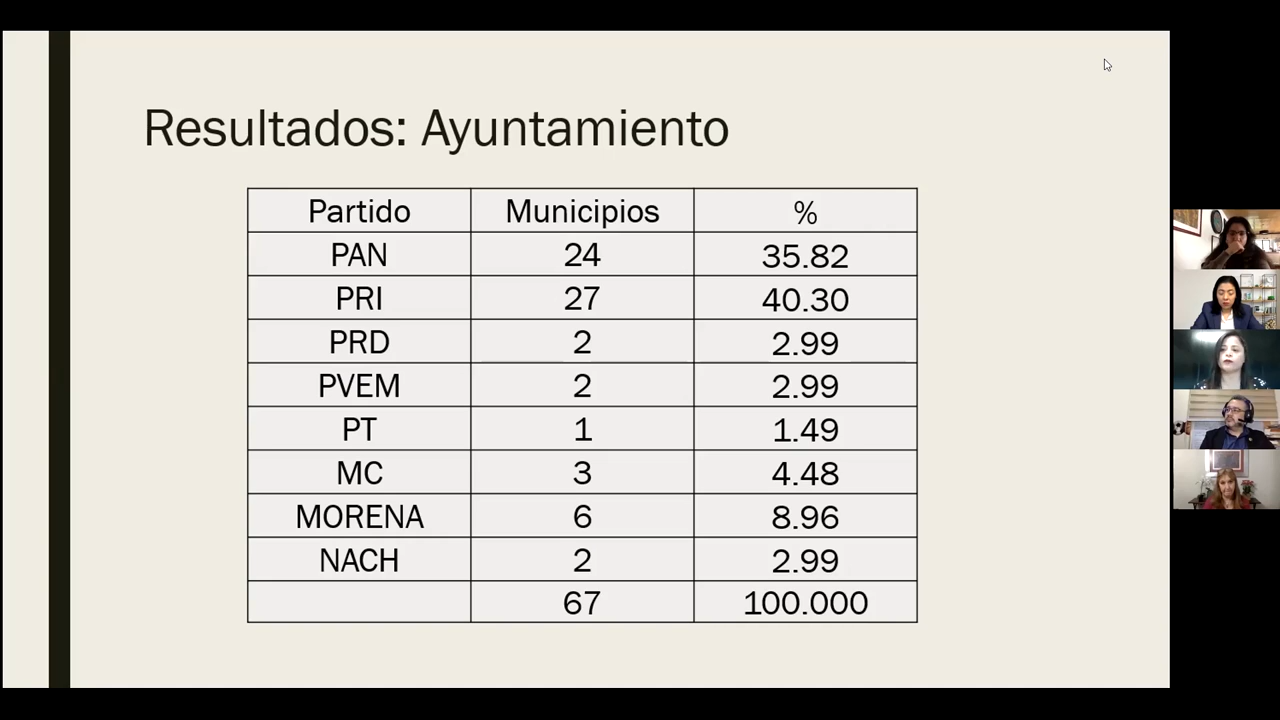 Resultados: Ayuntamiento
Partido Municipios %
PAN 24 35.82
PRI 27 40.30
PRD 2 2.99
PVEM 2 2.99
PT 1 1.49
MC 3 4.48
MORENA 6 8.96
NACH 2 2.99
67 100.000